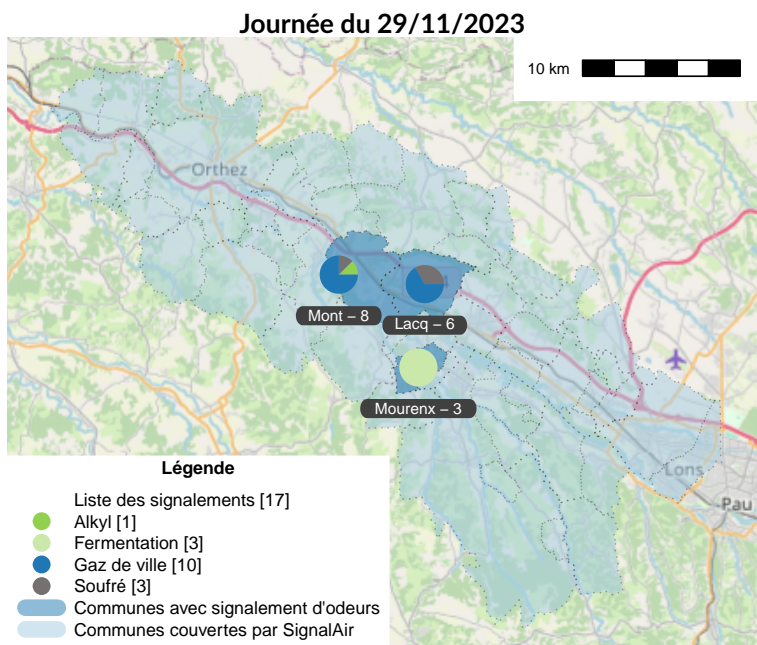 Journée du 29/11/2023
10 km
Orthez
Mont – 8
Lacq – 6
Mourenx – 3
Lons
Pau
Légende
Liste des signalements [17]
Alkyl [1]
Fermentation [3]
Gaz de ville [10]
Soufré [3]
Communes avec signalement d'odeurs
Communes couvertes par SignalAir